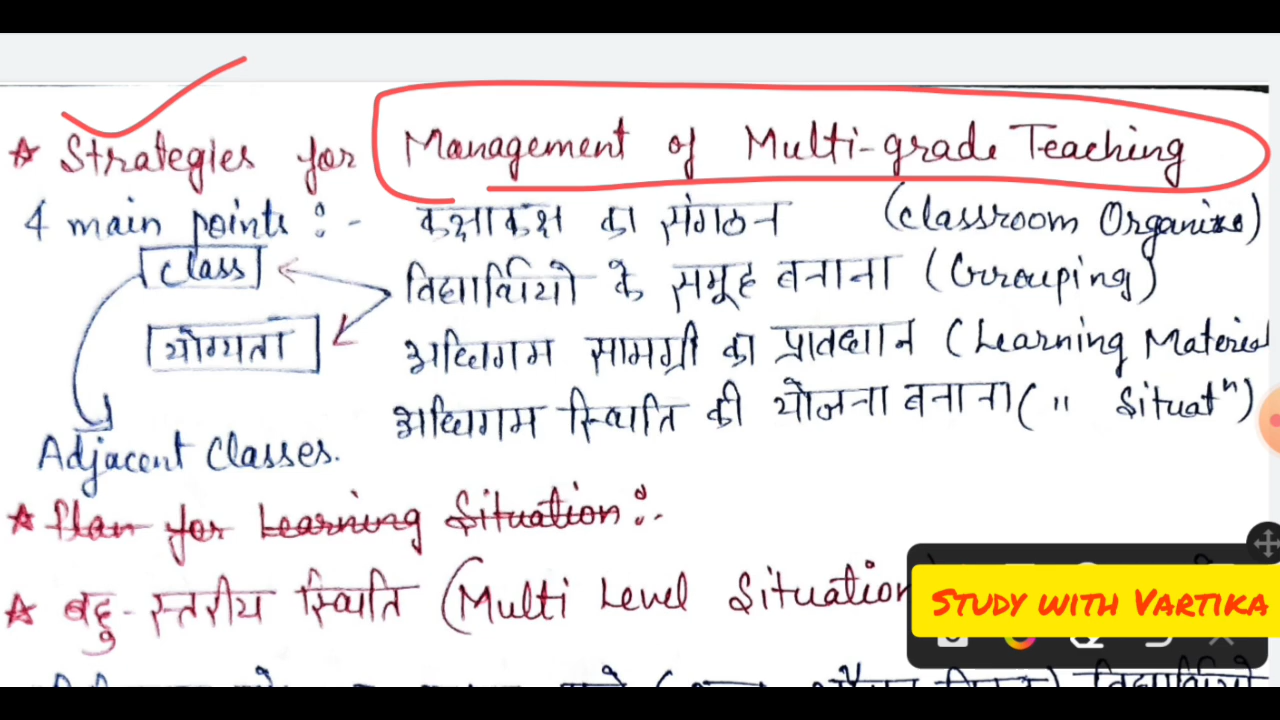 ★ Strategies for Management of Multi-grade Teaching
4 main points :- कक्षाकक्ष का संगठन (Classroom Organize)
Class विद्यार्थियों के समूह बनाना (Grouping)
योग्यता अधिगम सामग्री का प्रावधान (Learning Material
अधिगम स्थिति की योजना बनाना ( " Situatⁿ)
Adjacent Classes.
★ Plan for Learning Situation :-
★ बहु-स्तरीय स्थिति (Multi Level Situation
STUDY WITH VARTIKA